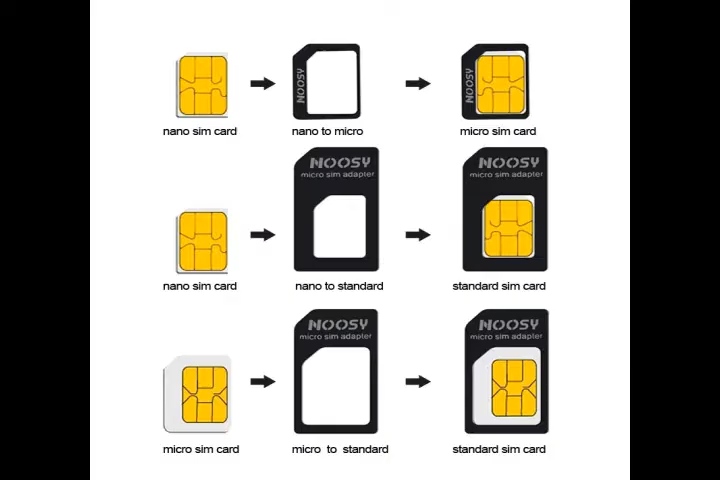 NOOSY
NOOSY
nano sim card
nano to micro
micro sim card
NOOSY
micro sim adapter
NOOSY
micro sim adapter
nano sim card
nano to standard
standard sim card
NOOSY
micro sim adapter
NOOSY
micro sim adapter
micro sim card
micro to standard
standard sim card